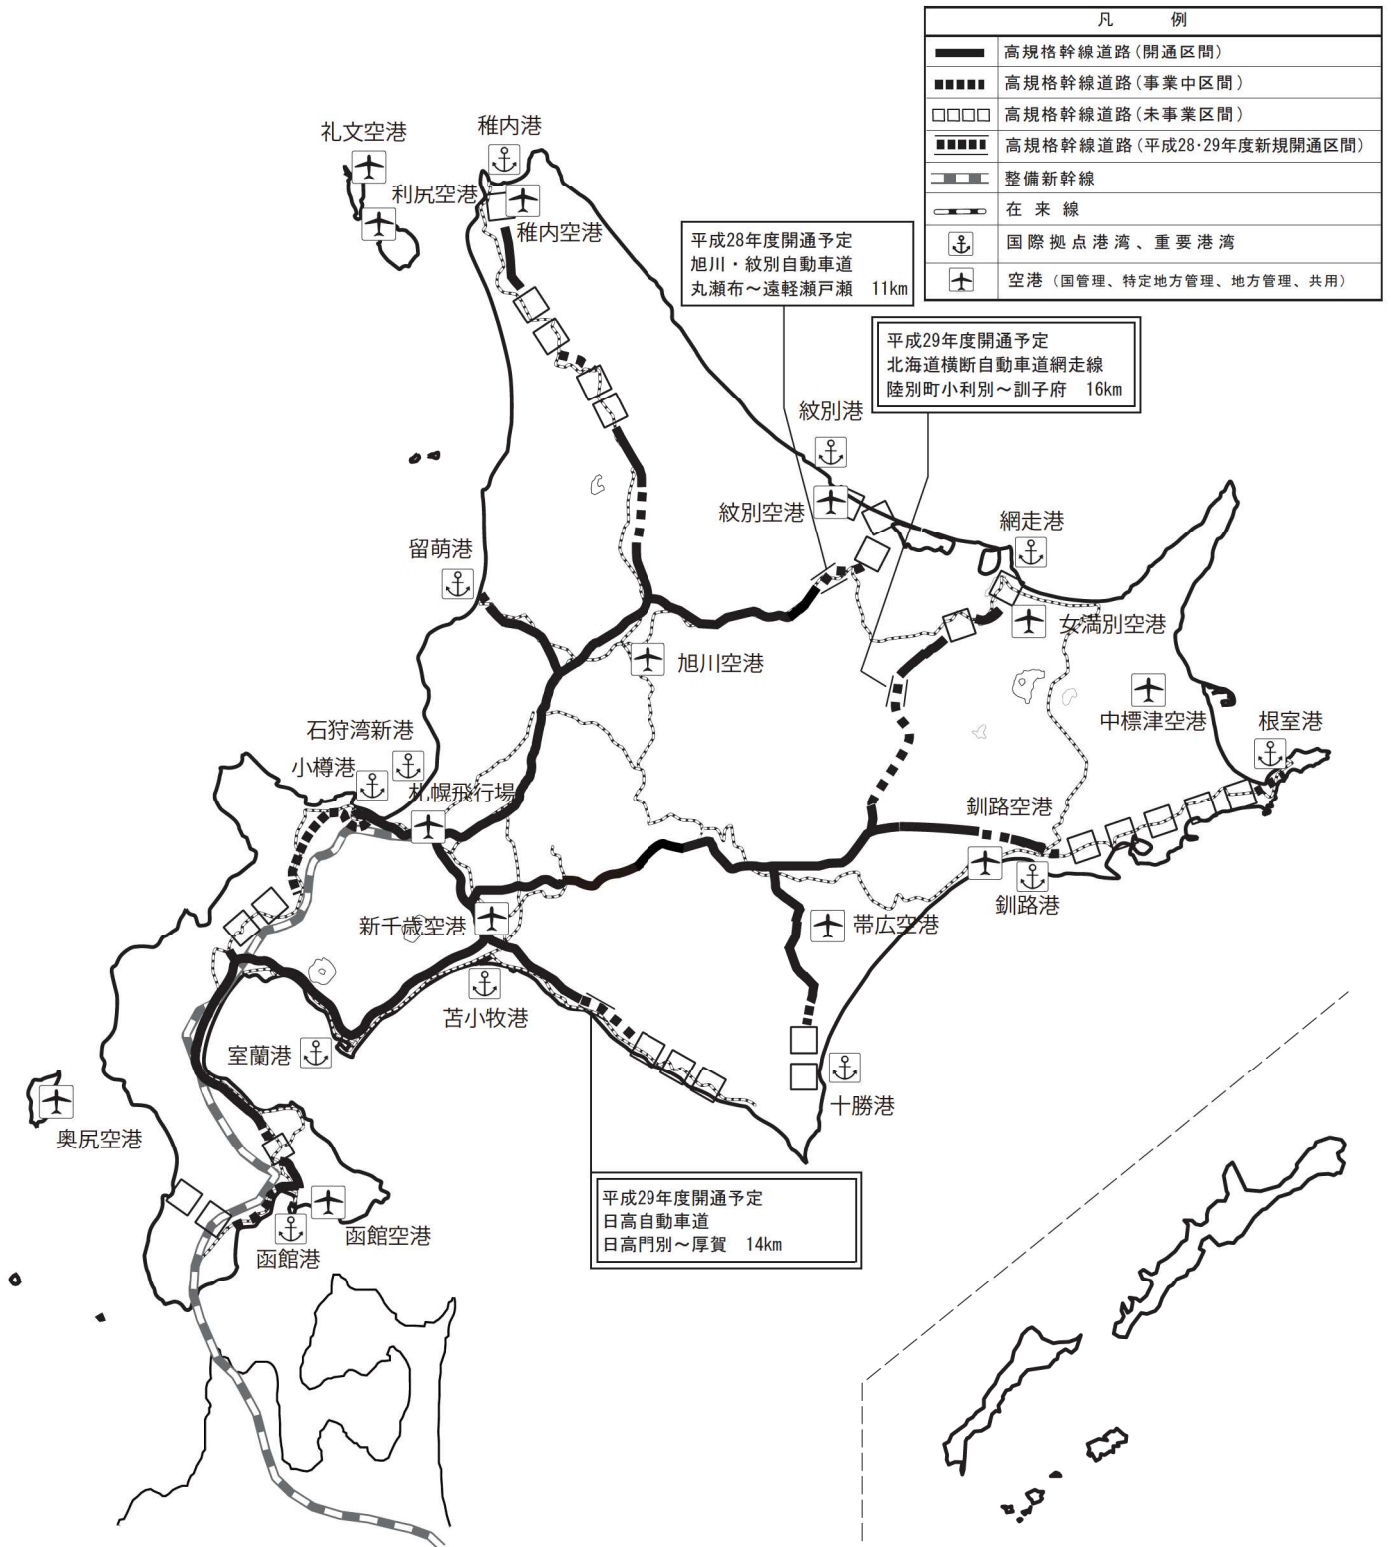 凡 例
高規格幹線道路(開通区間)
高規格幹線道路(事業中区間)
高規格幹線道路(未事業区間)
高規格幹線道路(平成28・29年度新規開通区間)
整備新幹線
在来線
国際拠点港湾、重要港湾
空港(国管理、特定地方管理、地方管理、共用)
稚内港
礼文空港
利尻空港
稚内空港
平成28年度開通予定
旭川・紋別自動車道
丸瀬布～遠軽瀬戸瀬 11km
平成29年度開通予定
北海道横断自動車道網走線
陸別町小利別～訓子府 16km
紋別港
紋別空港
網走港
留萌港
女満別空港
旭川空港
中標津空港
根室港
石狩湾新港
小樽港
札幌飛行場
釧路空港
釧路港
新千歳空港
帯広空港
苫小牧港
室蘭港
十勝港
奥尻空港
平成29年度開通予定
日高自動車道
日高門別～厚賀 14km
函館空港
函館港